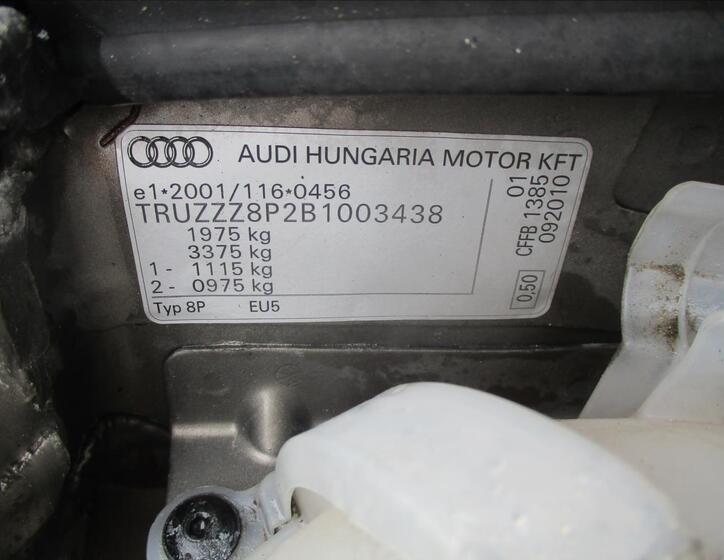 AUDI HUNGARIA MOTOR KFT
e1*2001/116*0456
TRUZZZ8P2B1003438
1975 kg
3375 kg
1 - 1115 kg
2 - 0975 kg
Typ 8P EU5
01
CFFB 1385
092010
0,50